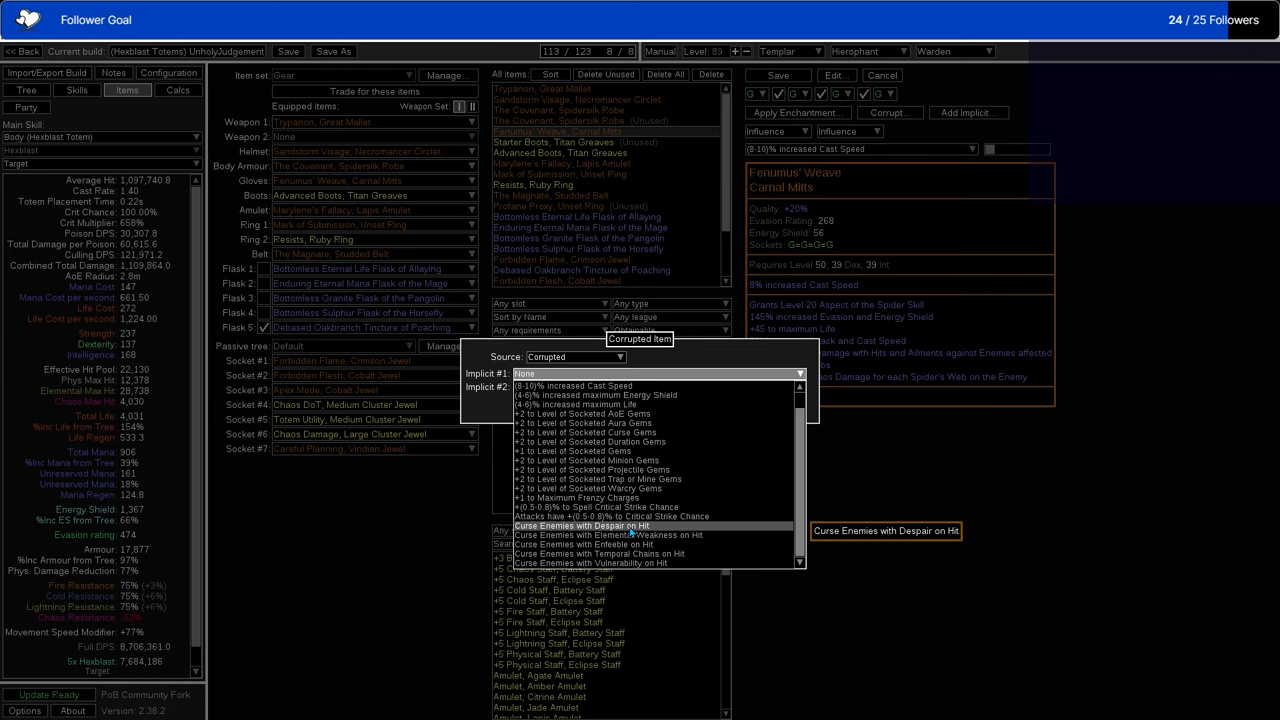 Follower Goal
24 / 25 Followers
<< Back Current build: (Hexblast Totems) UnholyJudgement Save Save As 113 / 123 8 / 8 Manual Level: 89 + - Templar Hierophant Warden
Import/Export Build Notes Configuration
Tree Skills Items Calcs
Party
Main Skill:
Body (Hexblast Totem)
Hexblast
Target
Average Hit: 1,097,740.8
Cast Rate: 1.40
Totem Placement Time: 0.22s
Crit Chance: 100.00%
Crit Multiplier: 658%
Poison DPS: 30,307.8
Total Damage per Poison: 60,615.6
Culling DPS: 121,971.2
Combined Total Damage: 1,109,864.0
AoE Radius: 2.8m
Mana Cost: 147
Mana Cost per second: 661.50
Life Cost: 272
Life Cost per second: 1,224.00
Strength: 237
Dexterity: 137
Intelligence: 168
Effective Hit Pool: 22,130
Phys Max Hit: 12,378
Elemental Max Hit: 28,738
Chaos Max Hit: 4,030
Total Life: 4,031
%Inc Life from Tree: 154%
Life Regen: 533.3
Total Mana: 906
%Inc Mana from Tree: 39%
Unreserved Mana: 161
Unreserved Mana: 18%
Mana Regen: 124.8
Energy Shield: 1,367
%Inc ES from Tree: 66%
Evasion rating: 474
Armour: 17,877
%Inc Armour from Tree: 97%
Phys. Damage Reduction: 77%
Fire Resistance: 75% (+3%)
Cold Resistance: 75% (+6%)
Lightning Resistance: 75% (+6%)
Chaos Resistance:
Movement Speed Modifier: +77%
Full DPS: 8,706,361.0
5x Hexblast: 7,684,186
Target
Update Ready PoB Community Fork
Options About Version: 2.38.2
Item set: Gear Manage...
Trade for these items
Equipped items: Weapon Set: I II
Weapon 1: Trypanon, Great Mallet
Weapon 2: None
Helmet: Sandstorm Visage, Necromancer Circlet
Body Armour: The Covenant, Spidersilk Robe
Gloves: Fenumus' Weave, Carnal Mitts
Boots: Advanced Boots, Titan Greaves
Amulet: Marylene's Fallacy, Lapis Amulet
Ring 1: Mark of Submission, Unset Ring
Ring 2: Resists, Ruby Ring
Belt: The Magnate, Studded Belt
Flask 1: Bottomless Eternal Life Flask of Allaying
Flask 2: Enduring Eternal Mana Flask of the Mage
Flask 3: Bottomless Granite Flask of the Pangolin
Flask 4: Bottomless Sulphur Flask of the Horsefly
Flask 5: Debased Oakbranch Tincture of Poaching
Passive tree: Default Manage
Socket #1: Forbidden Flame, Crimson Jewel
Socket #2: Forbidden Flesh, Cobalt Jewel
Socket #3: Apex Mode, Cobalt Jewel
Socket #4: Chaos DoT, Medium Cluster Jewel
Socket #5: Totem Utility, Medium Cluster Jewel
Socket #6: Chaos Damage, Large Cluster Jewel
Socket #7: Careful Planning, Viridian Jewel
All items: Sort Delete Unused Delete All Delete
Trypanon, Great Mallet
Sandstorm Visage, Necromancer Circlet
The Covenant, Spidersilk Robe
The Covenant, Spidersilk Robe (Unused)
Fenumus' Weave, Carnal Mitts
Starter Boots, Titan Greaves (Unused)
Advanced Boots, Titan Greaves
Marylene's Fallacy, Lapis Amulet
Mark of Submission, Unset Ring
Resists, Ruby Ring
The Magnate, Studded Belt
Profane Proxy, Unset Ring (Unused)
Bottomless Eternal Life Flask of Allaying
Enduring Eternal Mana Flask of the Mage
Bottomless Granite Flask of the Pangolin
Bottomless Sulphur Flask of the Horsefly
Forbidden Flame, Crimson Jewel
Debased Oakbranch Tincture of Poaching
Forbidden Flesh, Cobalt Jewel
Any slot Any type
Sort by Name Any league
Any requirements Obtainable
Corrupted Item
Source: Corrupted
Implicit #1: None
Implicit #2:
(8-10)% increased Cast Speed
(4-6)% increased maximum Energy Shield
(4-6)% increased maximum Life
+2 to Level of Socketed AoE Gems
+2 to Level of Socketed Aura Gems
+2 to Level of Socketed Curse Gems
+2 to Level of Socketed Duration Gems
+1 to Level of Socketed Gems
+2 to Level of Socketed Minion Gems
+2 to Level of Socketed Projectile Gems
+2 to Level of Socketed Trap or Mine Gems
+2 to Level of Socketed Warcry Gems
+1 to Maximum Frenzy Charges
+(0.5-0.8)% to Spell Critical Strike Chance
Attacks have +(0.5-0.8)% to Critical Strike Chance
Curse Enemies with Despair on Hit
Curse Enemies with Elemental Weakness on Hit
Curse Enemies with Enfeeble on Hit
Curse Enemies with Temporal Chains on Hit
Curse Enemies with Vulnerability on Hit
Curse Enemies with Despair on Hit
Any
Sear
+3 B
+5 Chaos Staff, Eclipse Staff
+5 Cold Staff, Battery Staff
+5 Cold Staff, Eclipse Staff
+5 Fire Staff, Battery Staff
+5 Fire Staff, Eclipse Staff
+5 Lightning Staff, Battery Staff
+5 Lightning Staff, Eclipse Staff
+5 Physical Staff, Battery Staff
+5 Physical Staff, Eclipse Staff
Amulet, Agate Amulet
Amulet, Amber Amulet
Amulet, Citrine Amulet
Amulet, Jade Amulet
Amulet, Lapis Amulet
Save Edit... Cancel
G G G G
Apply Enchantment... Corrupt... Add Implicit...
Influence Influence
(8-10)% increased Cast Speed
Fenumus' Weave
Carnal Mitts
Quality: +20%
Evasion Rating: 268
Energy Shield: 56
Sockets: G=G=G=G
Requires Level 50, 39 Dex, 39 Int
8% increased Cast Speed
Grants Level 20 Aspect of the Spider Skill
145% increased Evasion and Energy Shield
+45 to maximum Life
ack and Cast Speed
Damage with Hits and Ailments against Enemies affected
aos Damage for each Spider's Web on the Enemy